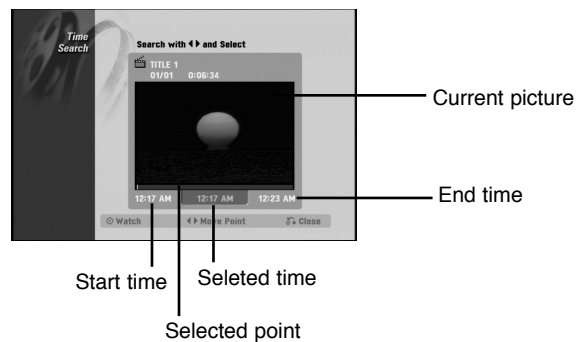 Time
Search
Search with ◀▶ and Select
TITLE 1
01/01 0:06:34
Current picture
12:17 AM 12:17 AM 12:23 AM
End time
⊙ Watch ◀▶ Move Point Close
Start time
Seleted time
Selected point